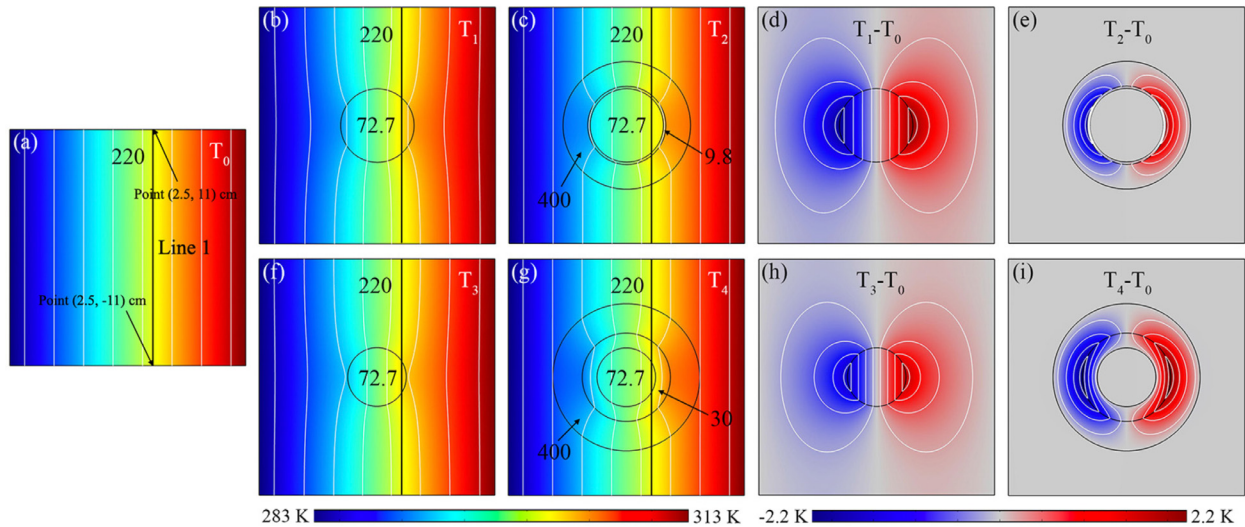 (a)
T0
220
Point (2.5, 11) cm
Line 1
Point (2.5, -11) cm
(b)
T1
220
72.7
(c)
T2
220
72.7
9.8
400
(d)
T1-T0
(e)
T2-T0
(f)
T3
220
72.7
(g)
T4
220
72.7
30
400
(h)
T3-T0
(i)
T4-T0
283 K
313 K
-2.2 K
2.2 K